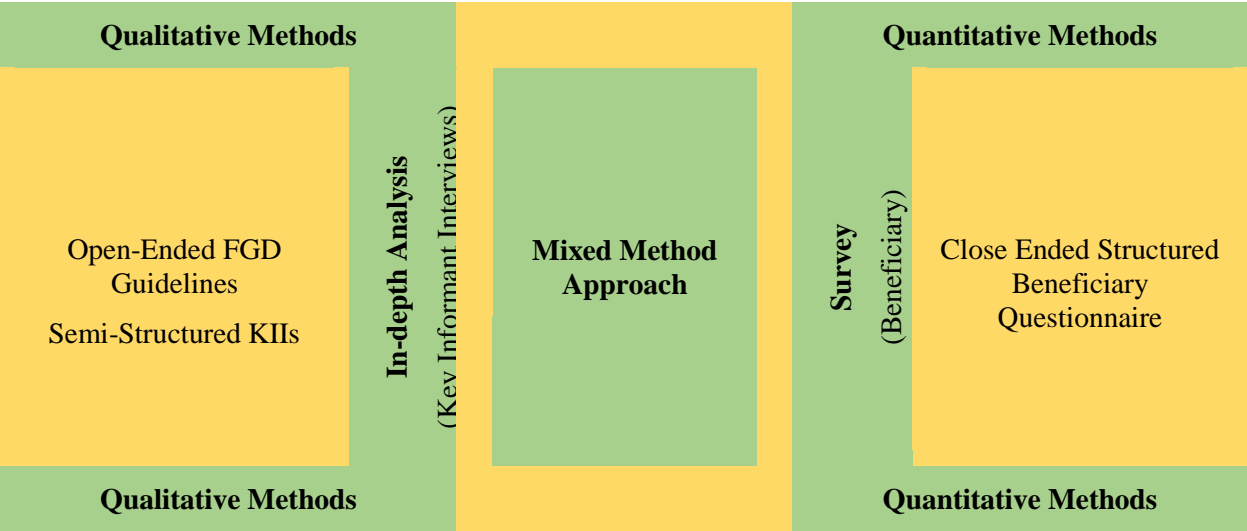 Qualitative Methods
Open-Ended FGD
Guidelines
Semi-Structured KIIs
Qualitative Methods
In-depth Analysis
(Key Informant Interviews)
Mixed Method
Approach
Survey
(Beneficiary)
Quantitative Methods
Close Ended Structured
Beneficiary
Questionnaire
Quantitative Methods